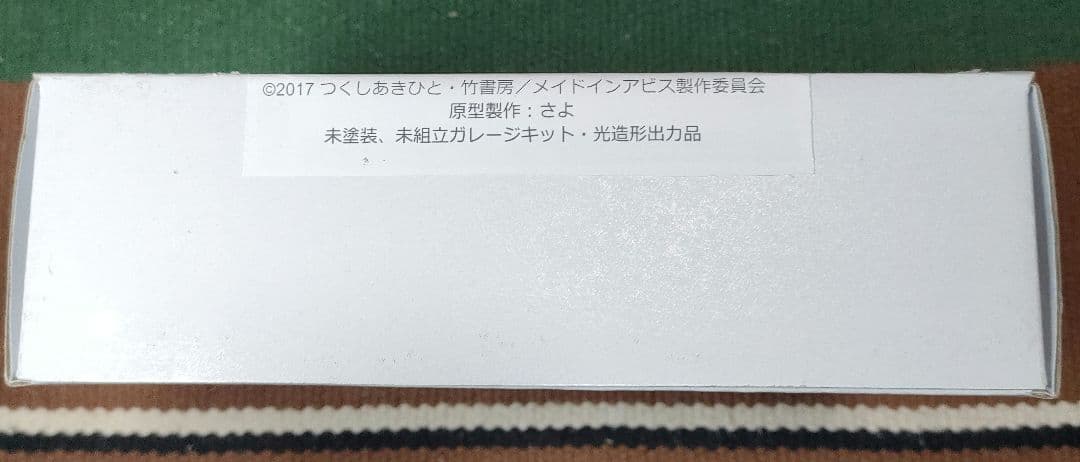 ©2017 つくしあきひと・竹書房／メイドインアビス製作委員会
原型製作：さよ
未塗装、未組立ガレージキット・光造形出力品